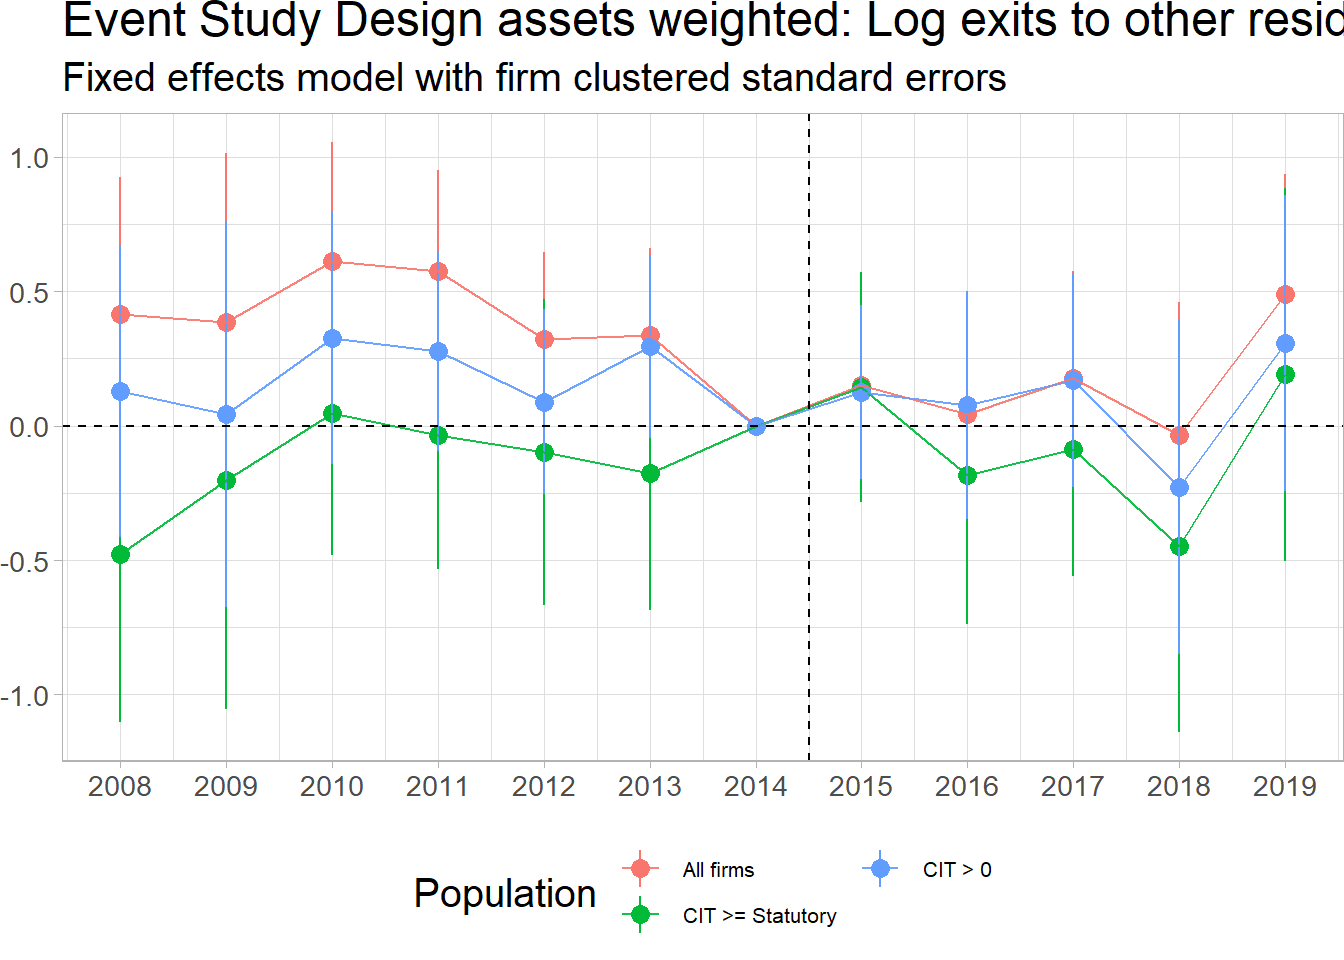 Event Study Design assets weighted: Log exits to other resid
Fixed effects model with firm clustered standard errors
1.0
0.5
0.0
-0.5
-1.0
2008 2009 2010 2011 2012 2013 2014 2015 2016 2017 2018 2019
Population
All firms
CIT > 0
CIT >= Statutory